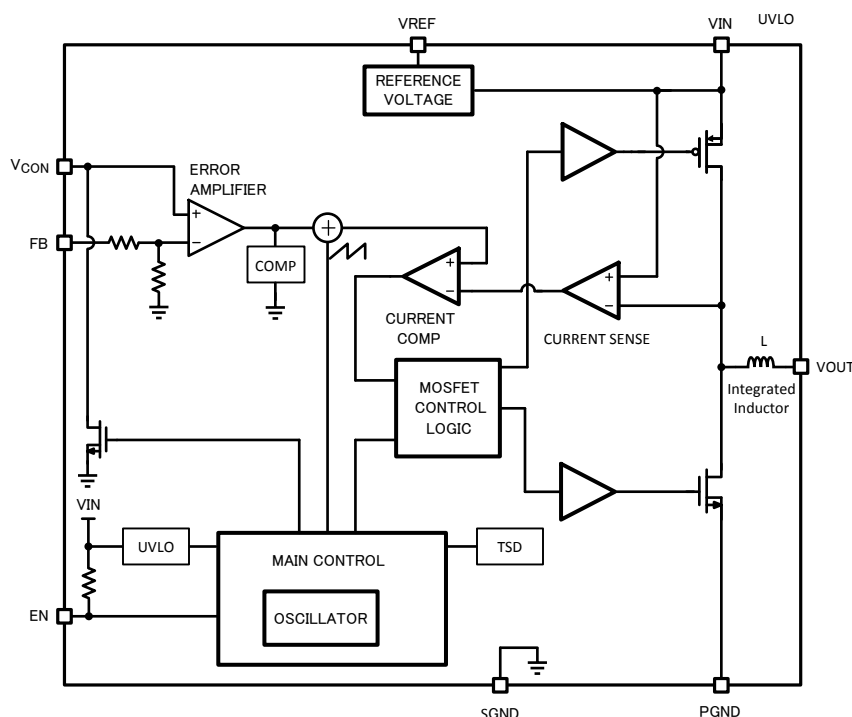 VREF
VIN
UVLO
REFERENCE
VOLTAGE
VCON
ERROR
AMPLIFIER
+
−
FB
+
COMP
+
−
CURRENT
COMP
+
−
CURRENT SENSE
L
VOUT
Integrated
Inductor
MOSFET
CONTROL
LOGIC
VIN
UVLO
MAIN CONTROL
TSD
OSCILLATOR
EN
SGND
PGND